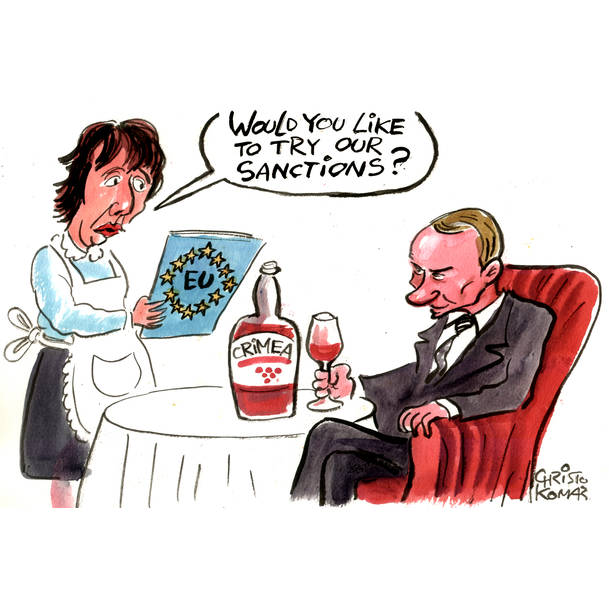 WOULD YOU LIKE
TO TRY OUR
SANCTIONS?
EU
CRIMEA
CHRISTO
KOMAR